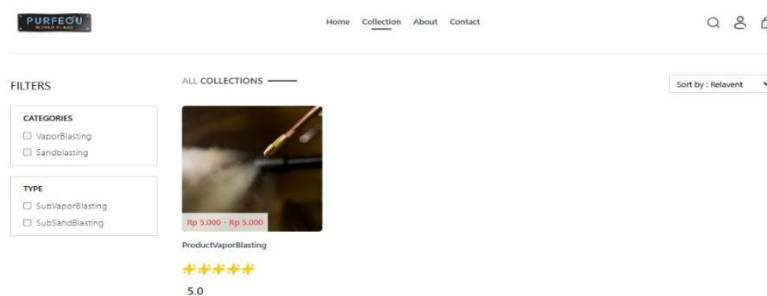 PURFEQU
Home Collection About Contact
FILTERS
CATEGORIES
VaporBlasting
Sandblasting
TYPE
SubVaporBlasting
SubSandBlasting
ALL COLLECTIONS
Sort by : Relavent
Rp 5.000 - Rp 5.000
ProductVaporBlasting
5.0